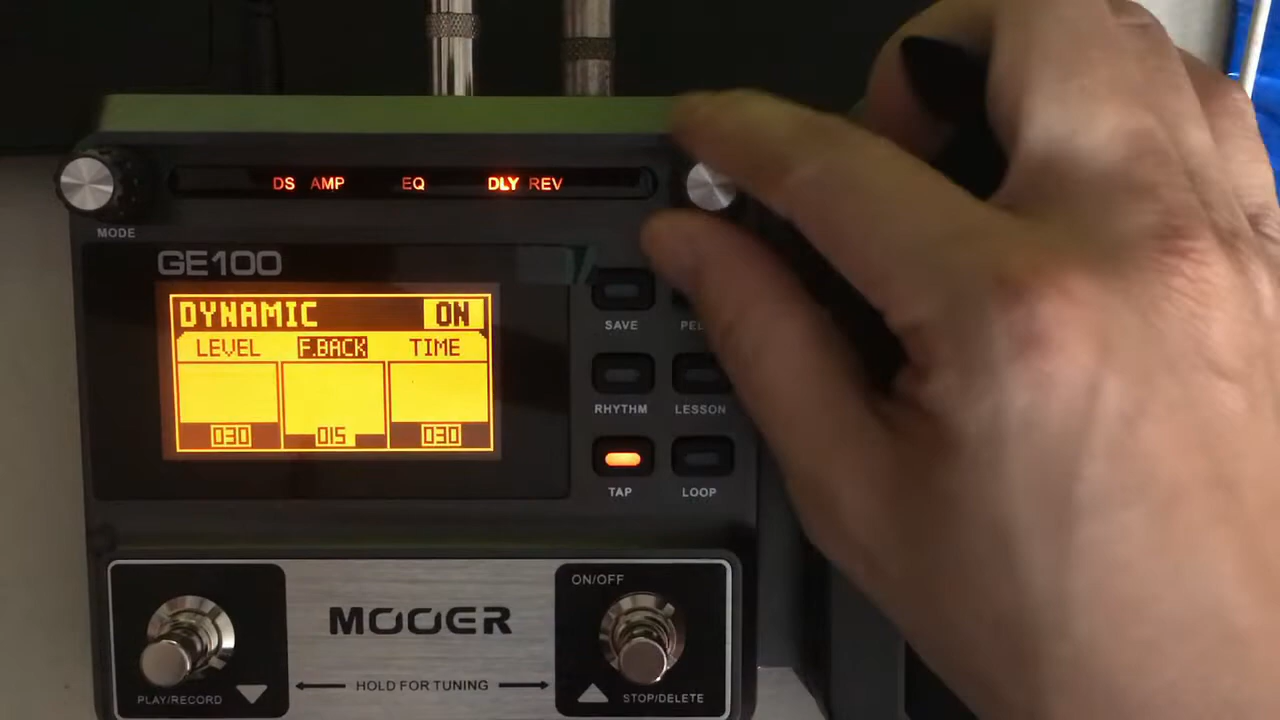 DS AMP EQ DLY REV
MODE
GE100
DYNAMIC ON
LEVEL F.BACK TIME
030 015 030
SAVE
RHYTHM LESSON
TAP LOOP
ON/OFF
MOOER
PLAY/RECORD
HOLD FOR TUNING
STOP/DELETE